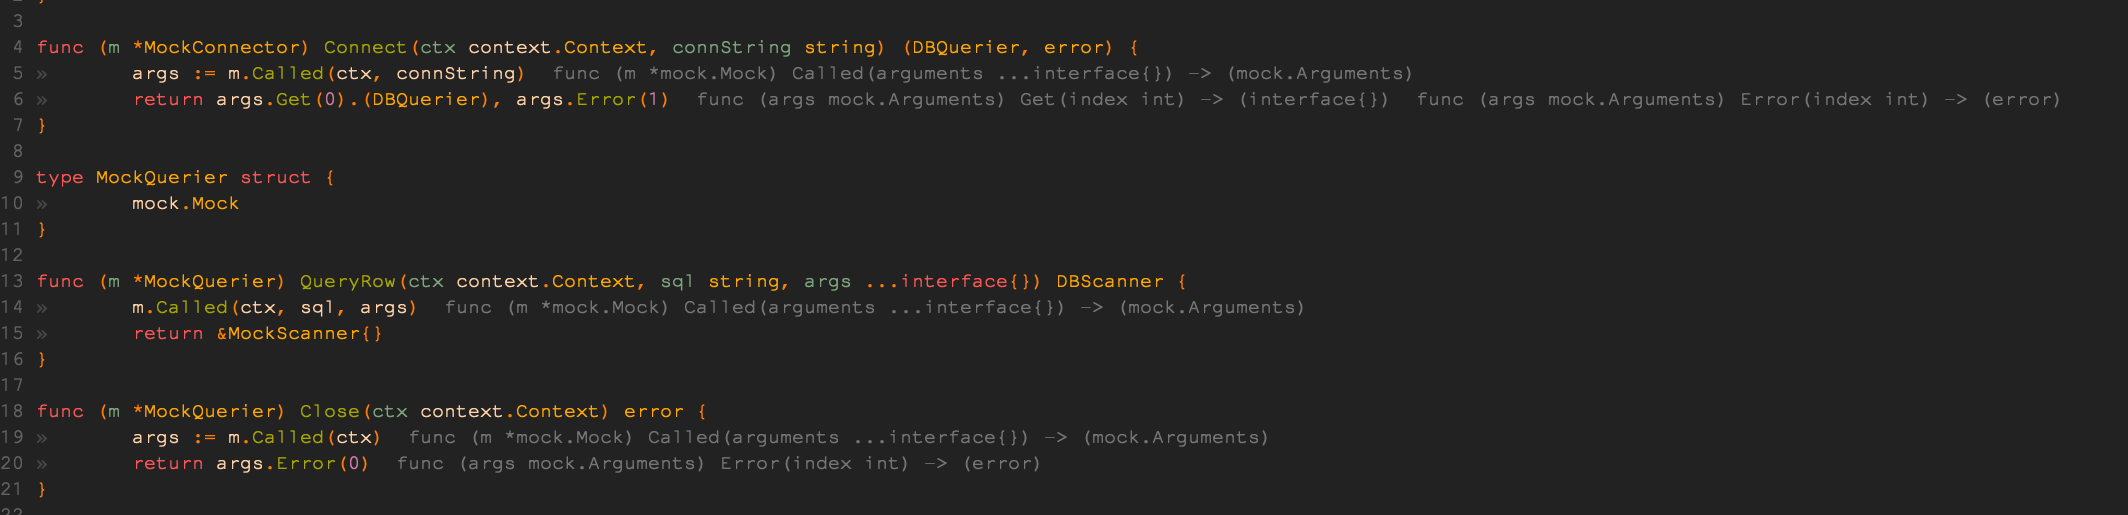 3
4 func (m *MockConnector) Connect(ctx context.Context, connString string) (DBQuerier, error) {
5 »       args := m.Called(ctx, connString)  func (m *mock.Mock) Called(arguments ...interface{}) -> (mock.Arguments)
6 »       return args.Get(0).(DBQuerier), args.Error(1)  func (args mock.Arguments) Get(index int) -> (interface{})  func (args mock.Arguments) Error(index int) -> (error)
7 }
8
9 type MockQuerier struct {
10 »       mock.Mock
11 }
12
13 func (m *MockQuerier) QueryRow(ctx context.Context, sql string, args ...interface{}) DBScanner {
14 »       m.Called(ctx, sql, args)  func (m *mock.Mock) Called(arguments ...interface{}) -> (mock.Arguments)
15 »       return &MockScanner{}
16 }
17
18 func (m *MockQuerier) Close(ctx context.Context) error {
19 »       args := m.Called(ctx)  func (m *mock.Mock) Called(arguments ...interface{}) -> (mock.Arguments)
20 »       return args.Error(0)  func (args mock.Arguments) Error(index int) -> (error)
21 }